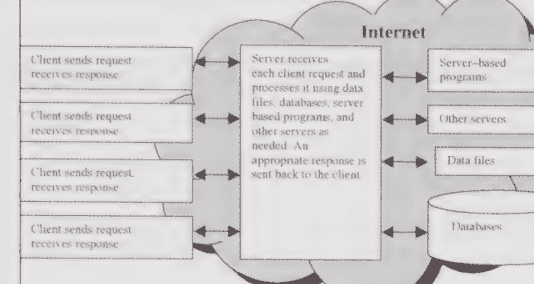 Internet
Client sends request
receives response
Client sends request
receives response
Client sends request,
receives response
Client sends request
receives response
Server receives
each client request and
processes it using data
files, databases, server
based programs, and
other servers as
needed. An
appropriate response is
sent back to the client.
Server-based
programs
Other servers
Data files
Databases